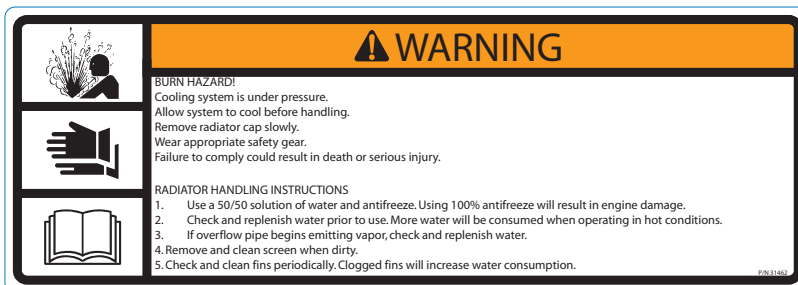 WARNING
BURN HAZARD!
Cooling system is under pressure.
Allow system to cool before handling.
Remove radiator cap slowly.
Wear appropriate safety gear.
Failure to comply could result in death or serious injury.
RADIATOR HANDLING INSTRUCTIONS
1. Use a 50/50 solution of water and antifreeze. Using 100% antifreeze will result in engine damage.
2. Check and replenish water prior to use. More water will be consumed when operating in hot conditions.
3. If overflow pipe begins emitting vapor, check and replenish water.
4. Remove and clean screen when dirty.
5. Check and clean fins periodically. Clogged fins will increase water consumption.
P/N 31462